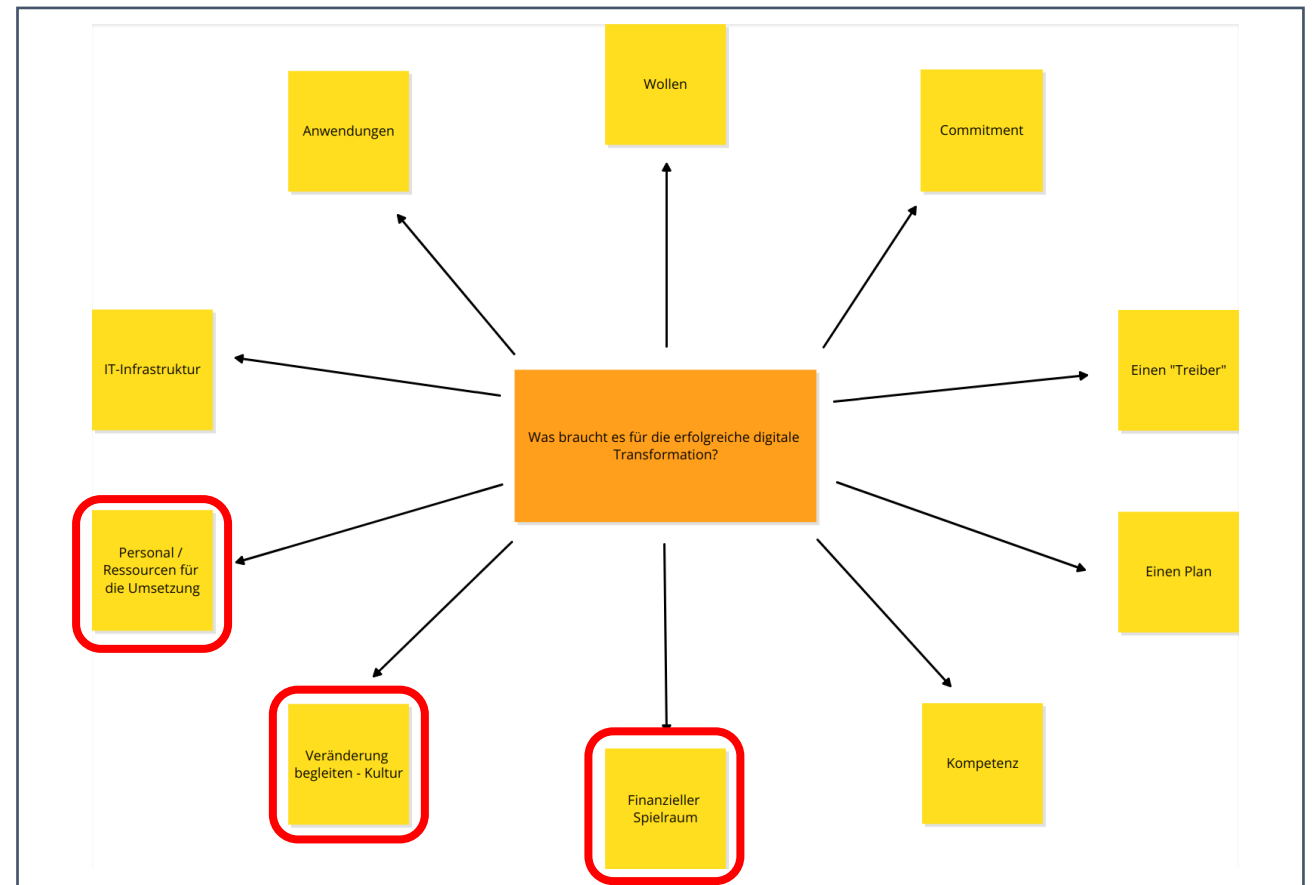 Wollen
Anwendungen
Commitment
IT-Infrastruktur
Einen "Treiber"
Was braucht es für die erfolgreiche digitale
Transformation?
Personal /
Ressourcen für
die Umsetzung
Einen Plan
Veränderung
begleiten - Kultur
Finanzieller
Spielraum
Kompetenz